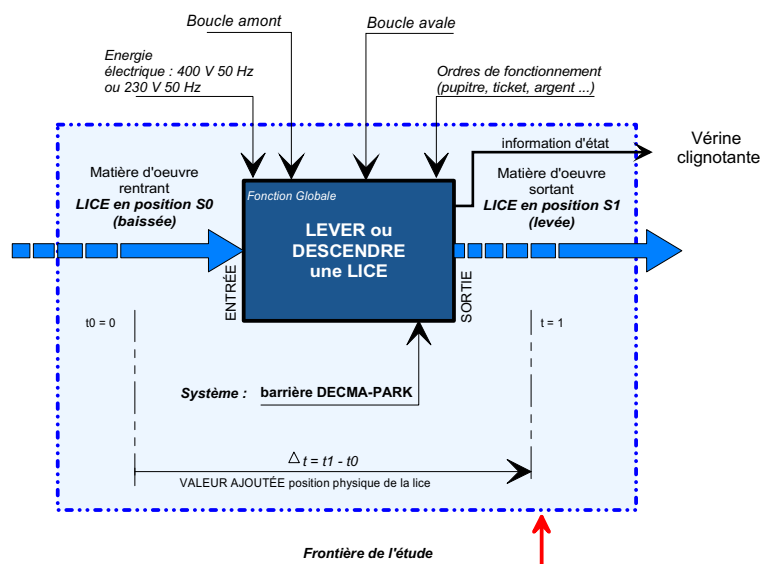 Boucle amont
Boucle avale
Energie
électrique : 400 V 50 Hz
ou 230 V 50 Hz
Ordres de fonctionnement
(pupitre, ticket, argent ...)
information d'état
Vérine
clignotante
Matière d'oeuvre
rentrant
LICE en position S0
(baissée)
Fonction Globale
LEVER ou
DESCENDRE
une LICE
Matière d'oeuvre
sortant
LICE en position S1
(levée)
ENTRÉE
SORTIE
t0 = 0
t = 1
Système : barrière DECMA-PARK
△ t = t1 - t0
VALEUR AJOUTÉE position physique de la lice
Frontière de l'étude